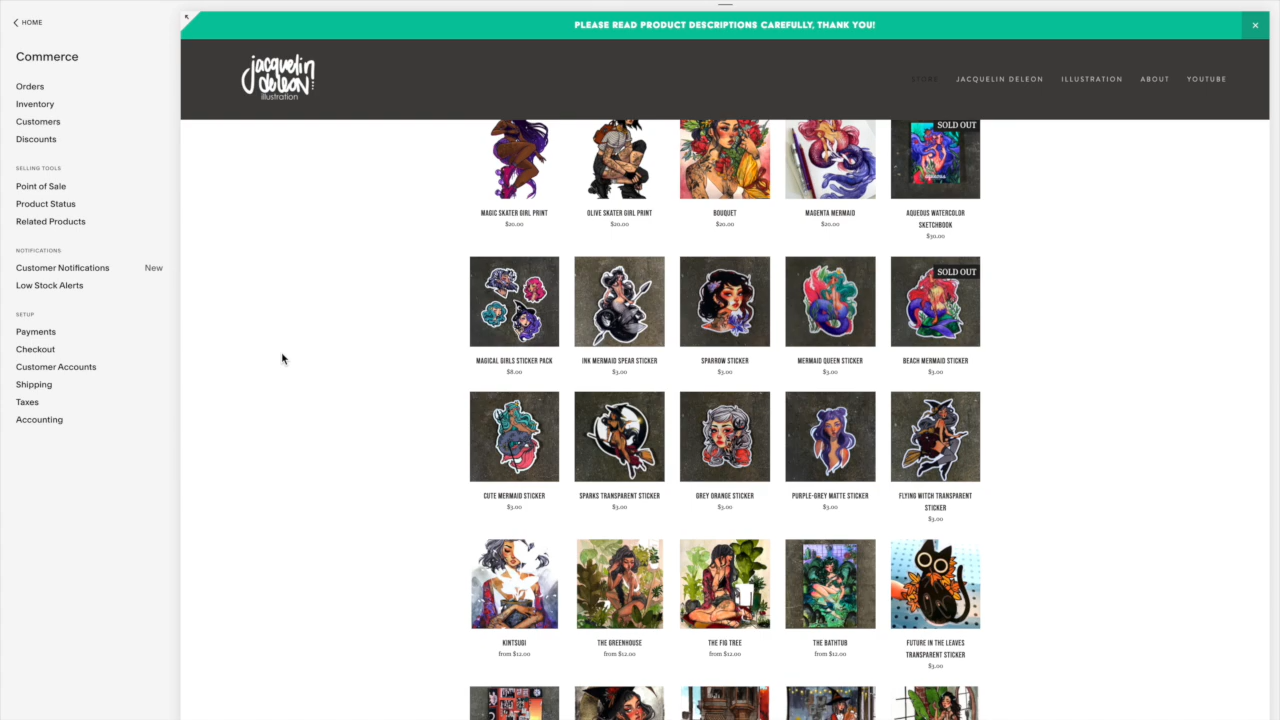 HOME
Commerce
Orders
Inventory
Customers
Discounts
SELLING TOOLS
Point of Sale
Product Status
Related Products
NOTIFICATIONS
Customer Notifications New
Low Stock Alerts
SETUP
Payments
Checkout
Customer Accounts
Shipping
Taxes
Accounting
PLEASE READ PRODUCT DESCRIPTIONS CAREFULLY, THANK YOU!
jacquelin
deleon
illustration
STORE JACQUELIN DELEON ILLUSTRATION ABOUT YOUTUBE
SOLD OUT
MAGIC SKATER GIRL PRINT
$20.00
OLIVE SKATER GIRL PRINT
$20.00
BOUQUET
$20.00
MAGENTA MERMAID
$20.00
AQUEOUS WATERCOLOR
SKETCHBOOK
$30.00
SOLD OUT
MAGICAL GIRLS STICKER PACK
$8.00
INK MERMAID SPEAR STICKER
$3.00
SPARROW STICKER
$3.00
MERMAID QUEEN STICKER
$3.00
BEACH MERMAID STICKER
$3.00
CUTE MERMAID STICKER
$3.00
SPARKS TRANSPARENT STICKER
$3.00
GREY ORANGE STICKER
$3.00
PURPLE-GREY MATTE STICKER
$3.00
FLYING WITCH TRANSPARENT
STICKER
$3.00
KINTSUGI
from $12.00
THE GREENHOUSE
from $12.00
THE FIG TREE
from $12.00
THE BATHTUB
from $12.00
FUTURE IN THE LEAVES
TRANSPARENT STICKER
$3.00